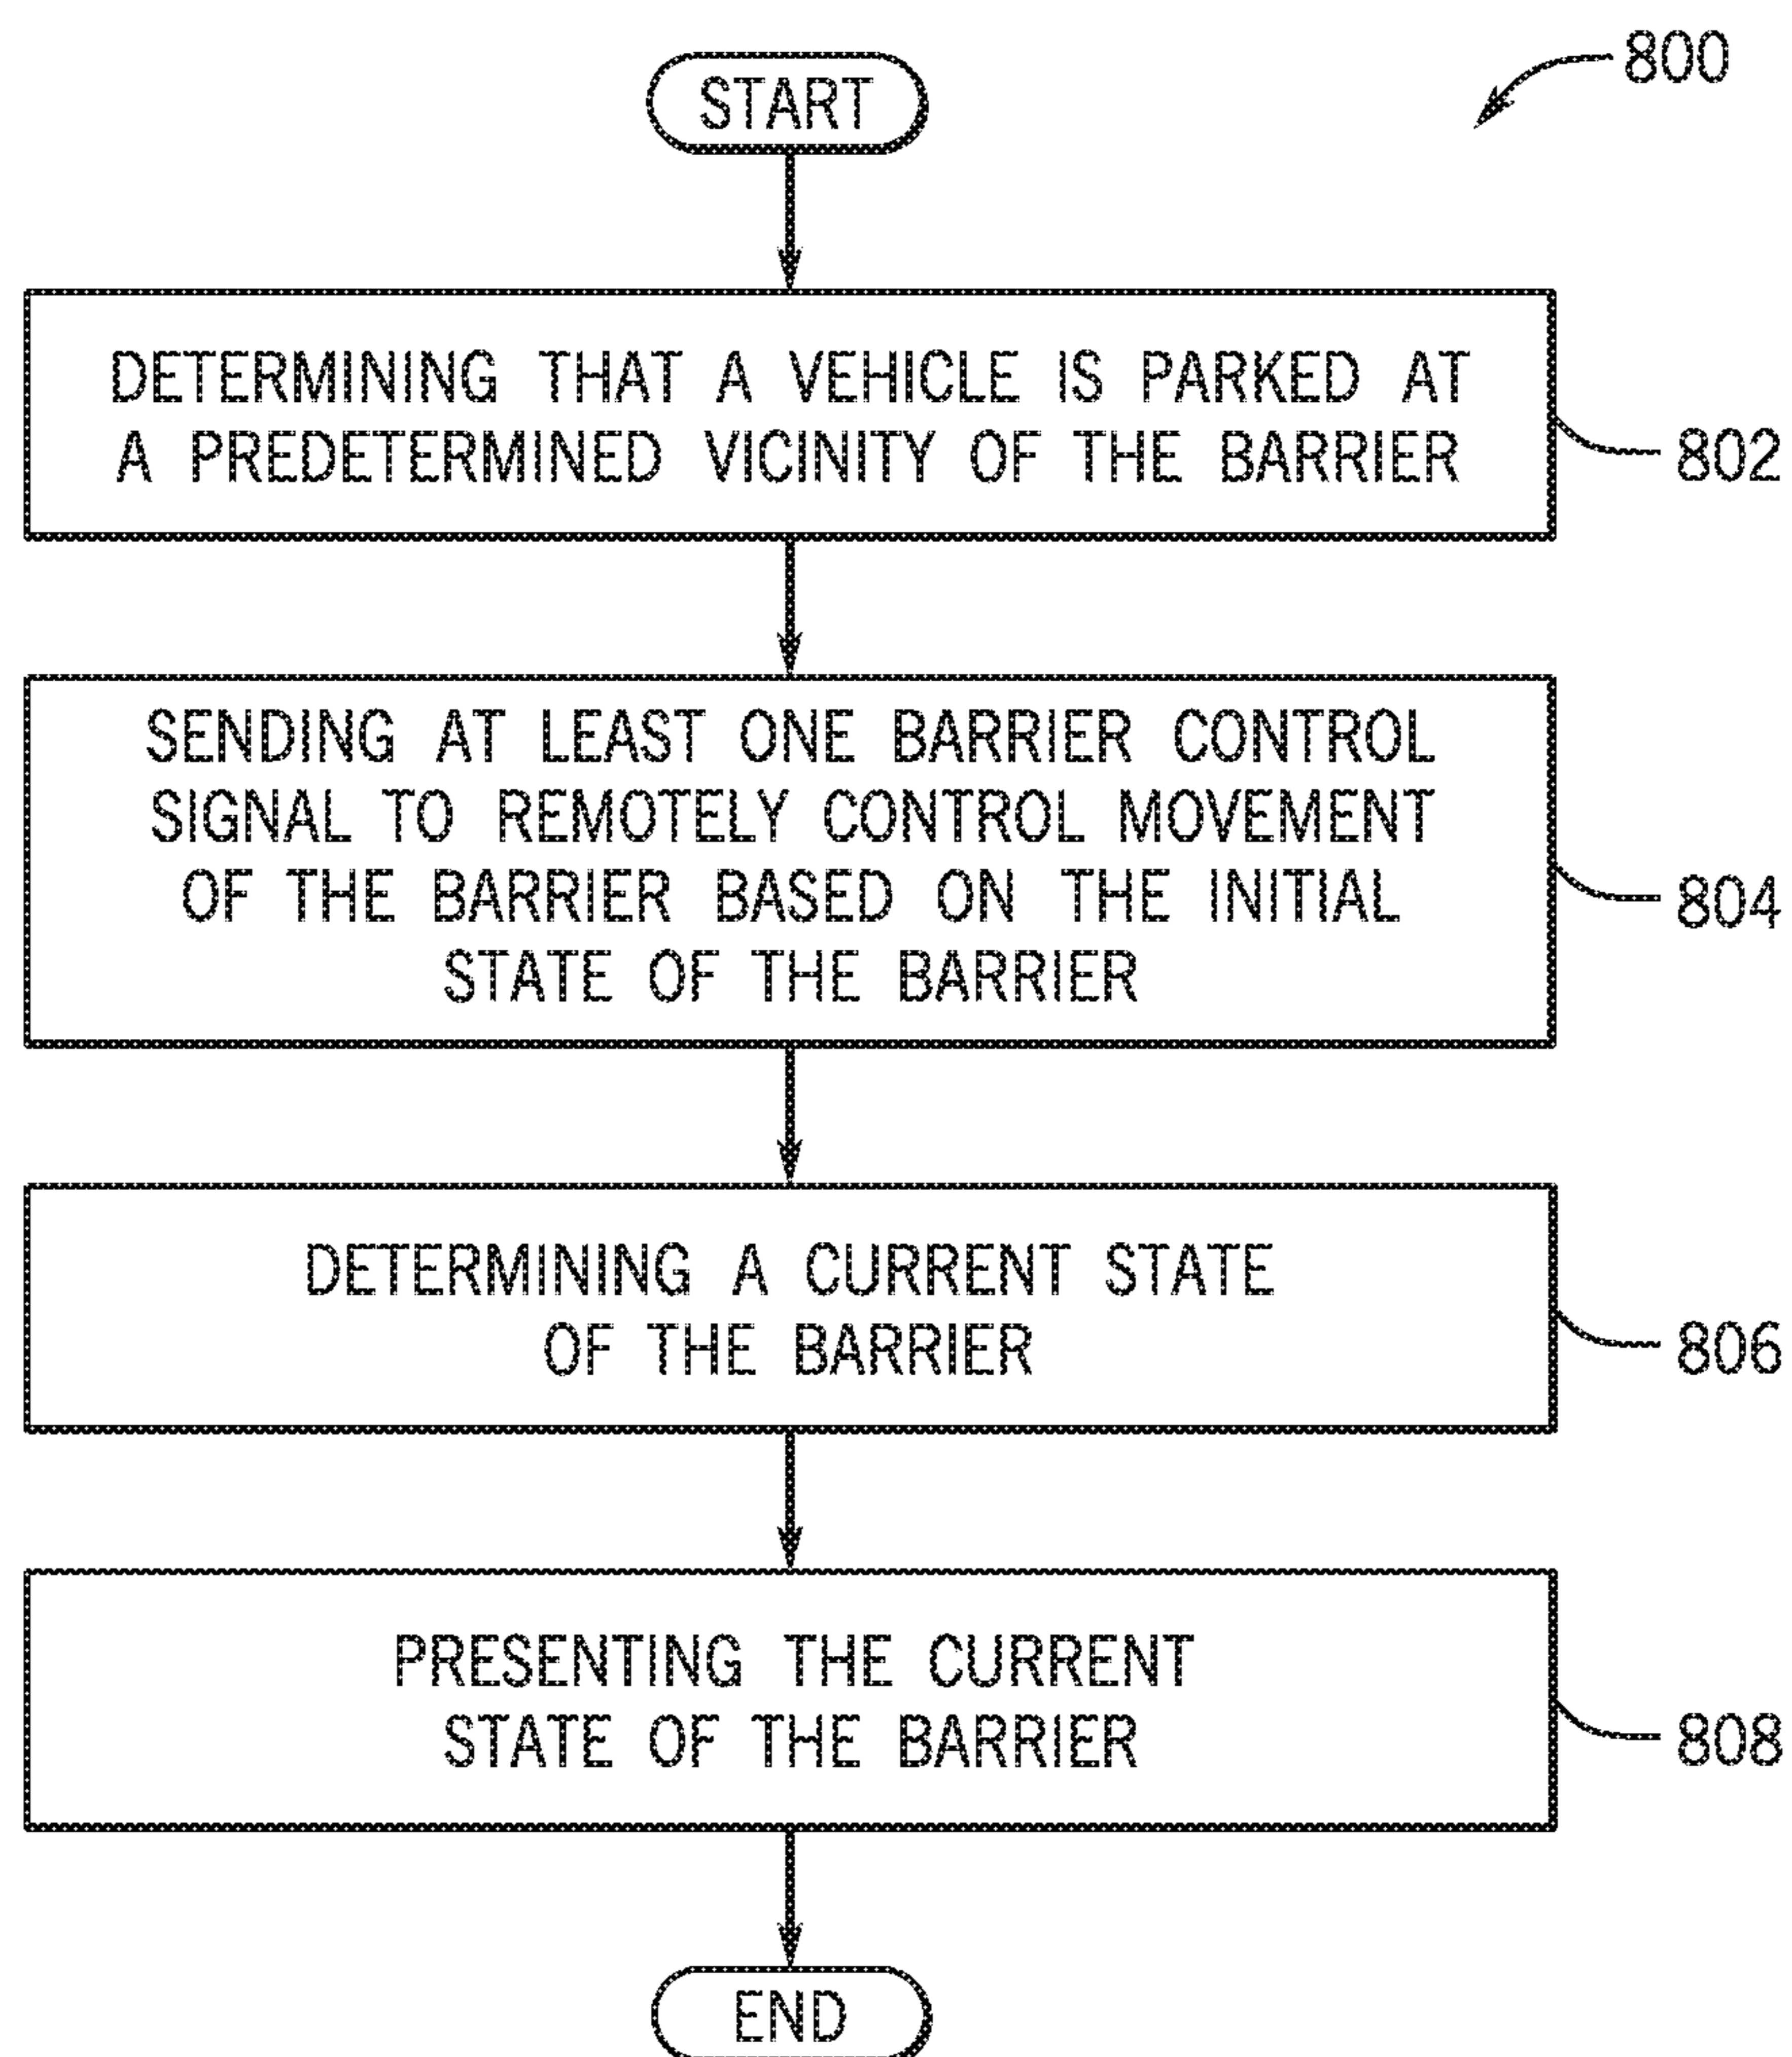 800
START
DETERMINING THAT A VEHICLE IS PARKED AT
A PREDETERMINED VICINITY OF THE BARRIER
802
SENDING AT LEAST ONE BARRIER CONTROL
SIGNAL TO REMOTELY CONTROL MOVEMENT
OF THE BARRIER BASED ON THE INITIAL
STATE OF THE BARRIER
804
DETERMINING A CURRENT STATE
OF THE BARRIER
806
PRESENTING THE CURRENT
STATE OF THE BARRIER
808
END